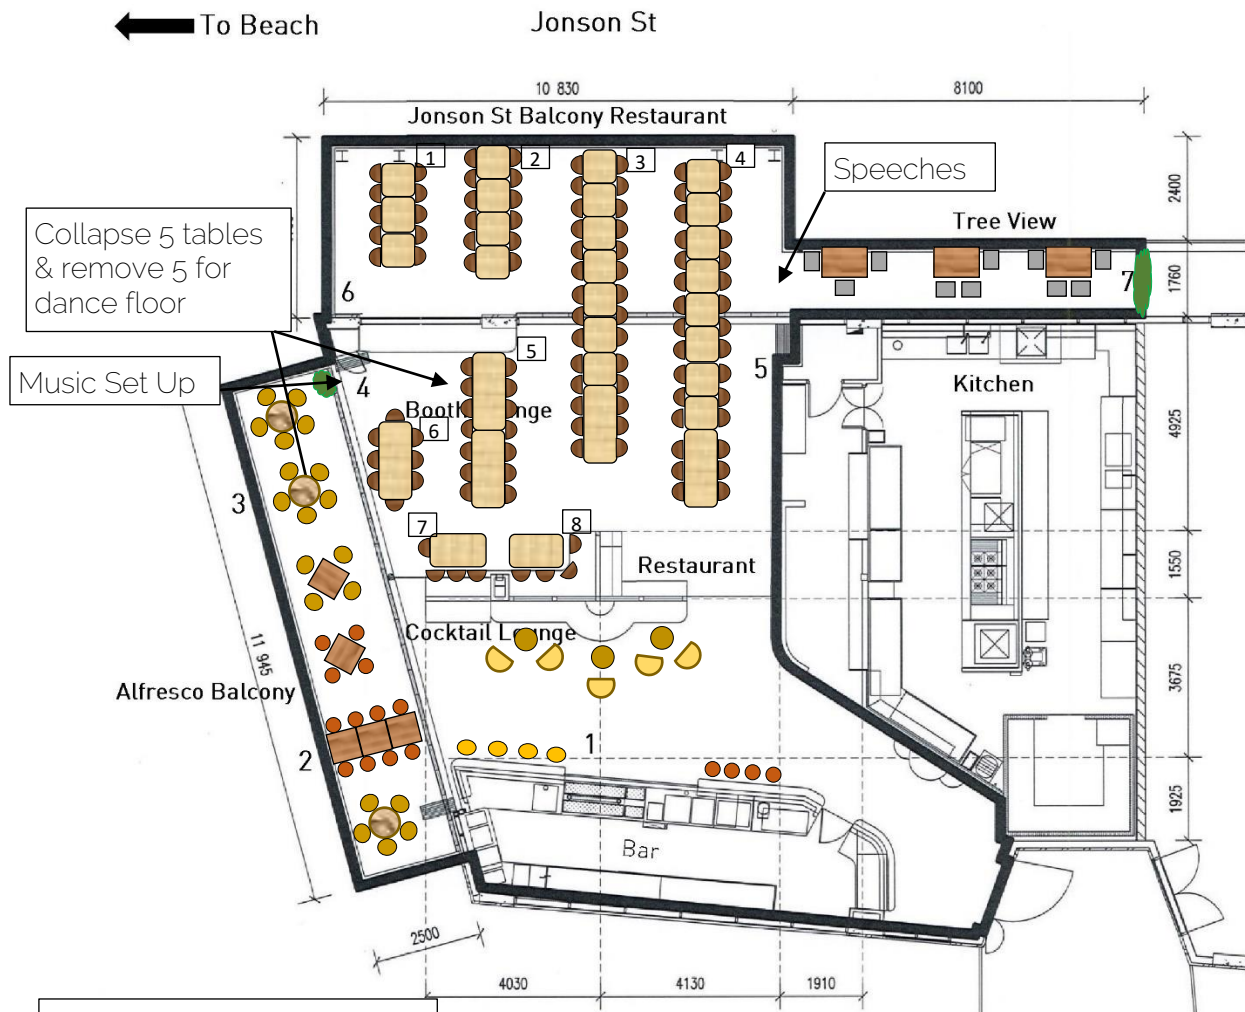 To Beach
Jonson St
10 830
8100
Jonson St Balcony Restaurant
1
2
3
4
Speeches
2400
Tree View
Collapse 5 tables
& remove 5 for
dance floor
1760
7
6
5
5
Music Set Up
4
Kitchen
Booth Lounge
6
4925
3
7
8
Restaurant
1550
Cocktail Lounge
11 945
3675
Alfresco Balcony
2
1
1925
Bar
2500
4030
4130
1910